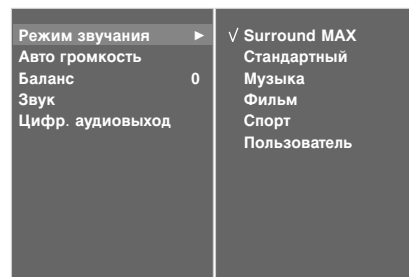 Режим звучания ►
Авто громкость
Баланс 0
Звук
Цифр. аудиовыход
√ Surround MAX
Стандартный
Музыка
Фильм
Спорт
Пользователь